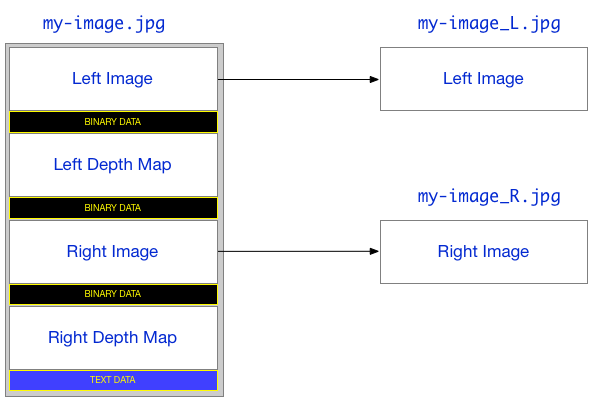 my-image.jpg
Left Image
BINARY DATA
Left Depth Map
BINARY DATA
Right Image
BINARY DATA
Right Depth Map
TEXT DATA
my-image_L.jpg
Left Image
my-image_R.jpg
Right Image